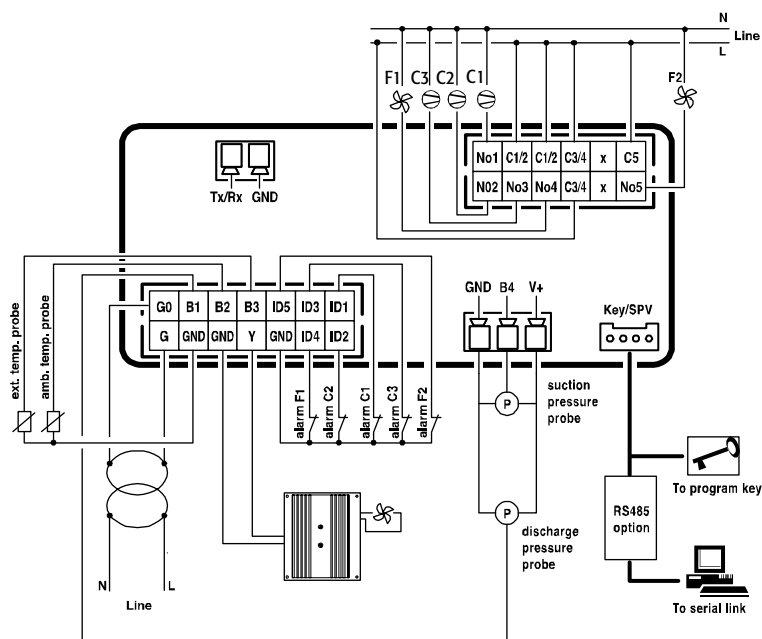 N
Line
L
F1 C3 C2 C1
F2
No1 C1/2 C1/2 C3/4 x C5
N02 No3 No4 C3/4 x No5
Tx/Rx GND
G0 B1 B2 B3 ID5 ID3 ID1
G GND GND Y GND ID4 ID2
GND B4 V+
Key/SPV
ext. temp. probe
amb. temp. probe
alarm F1
alarm C2
alarm C1
alarm C3
alarm F2
P
suction
pressure
probe
P
discharge
pressure
probe
To program key
RS485
option
To serial link
N L
Line